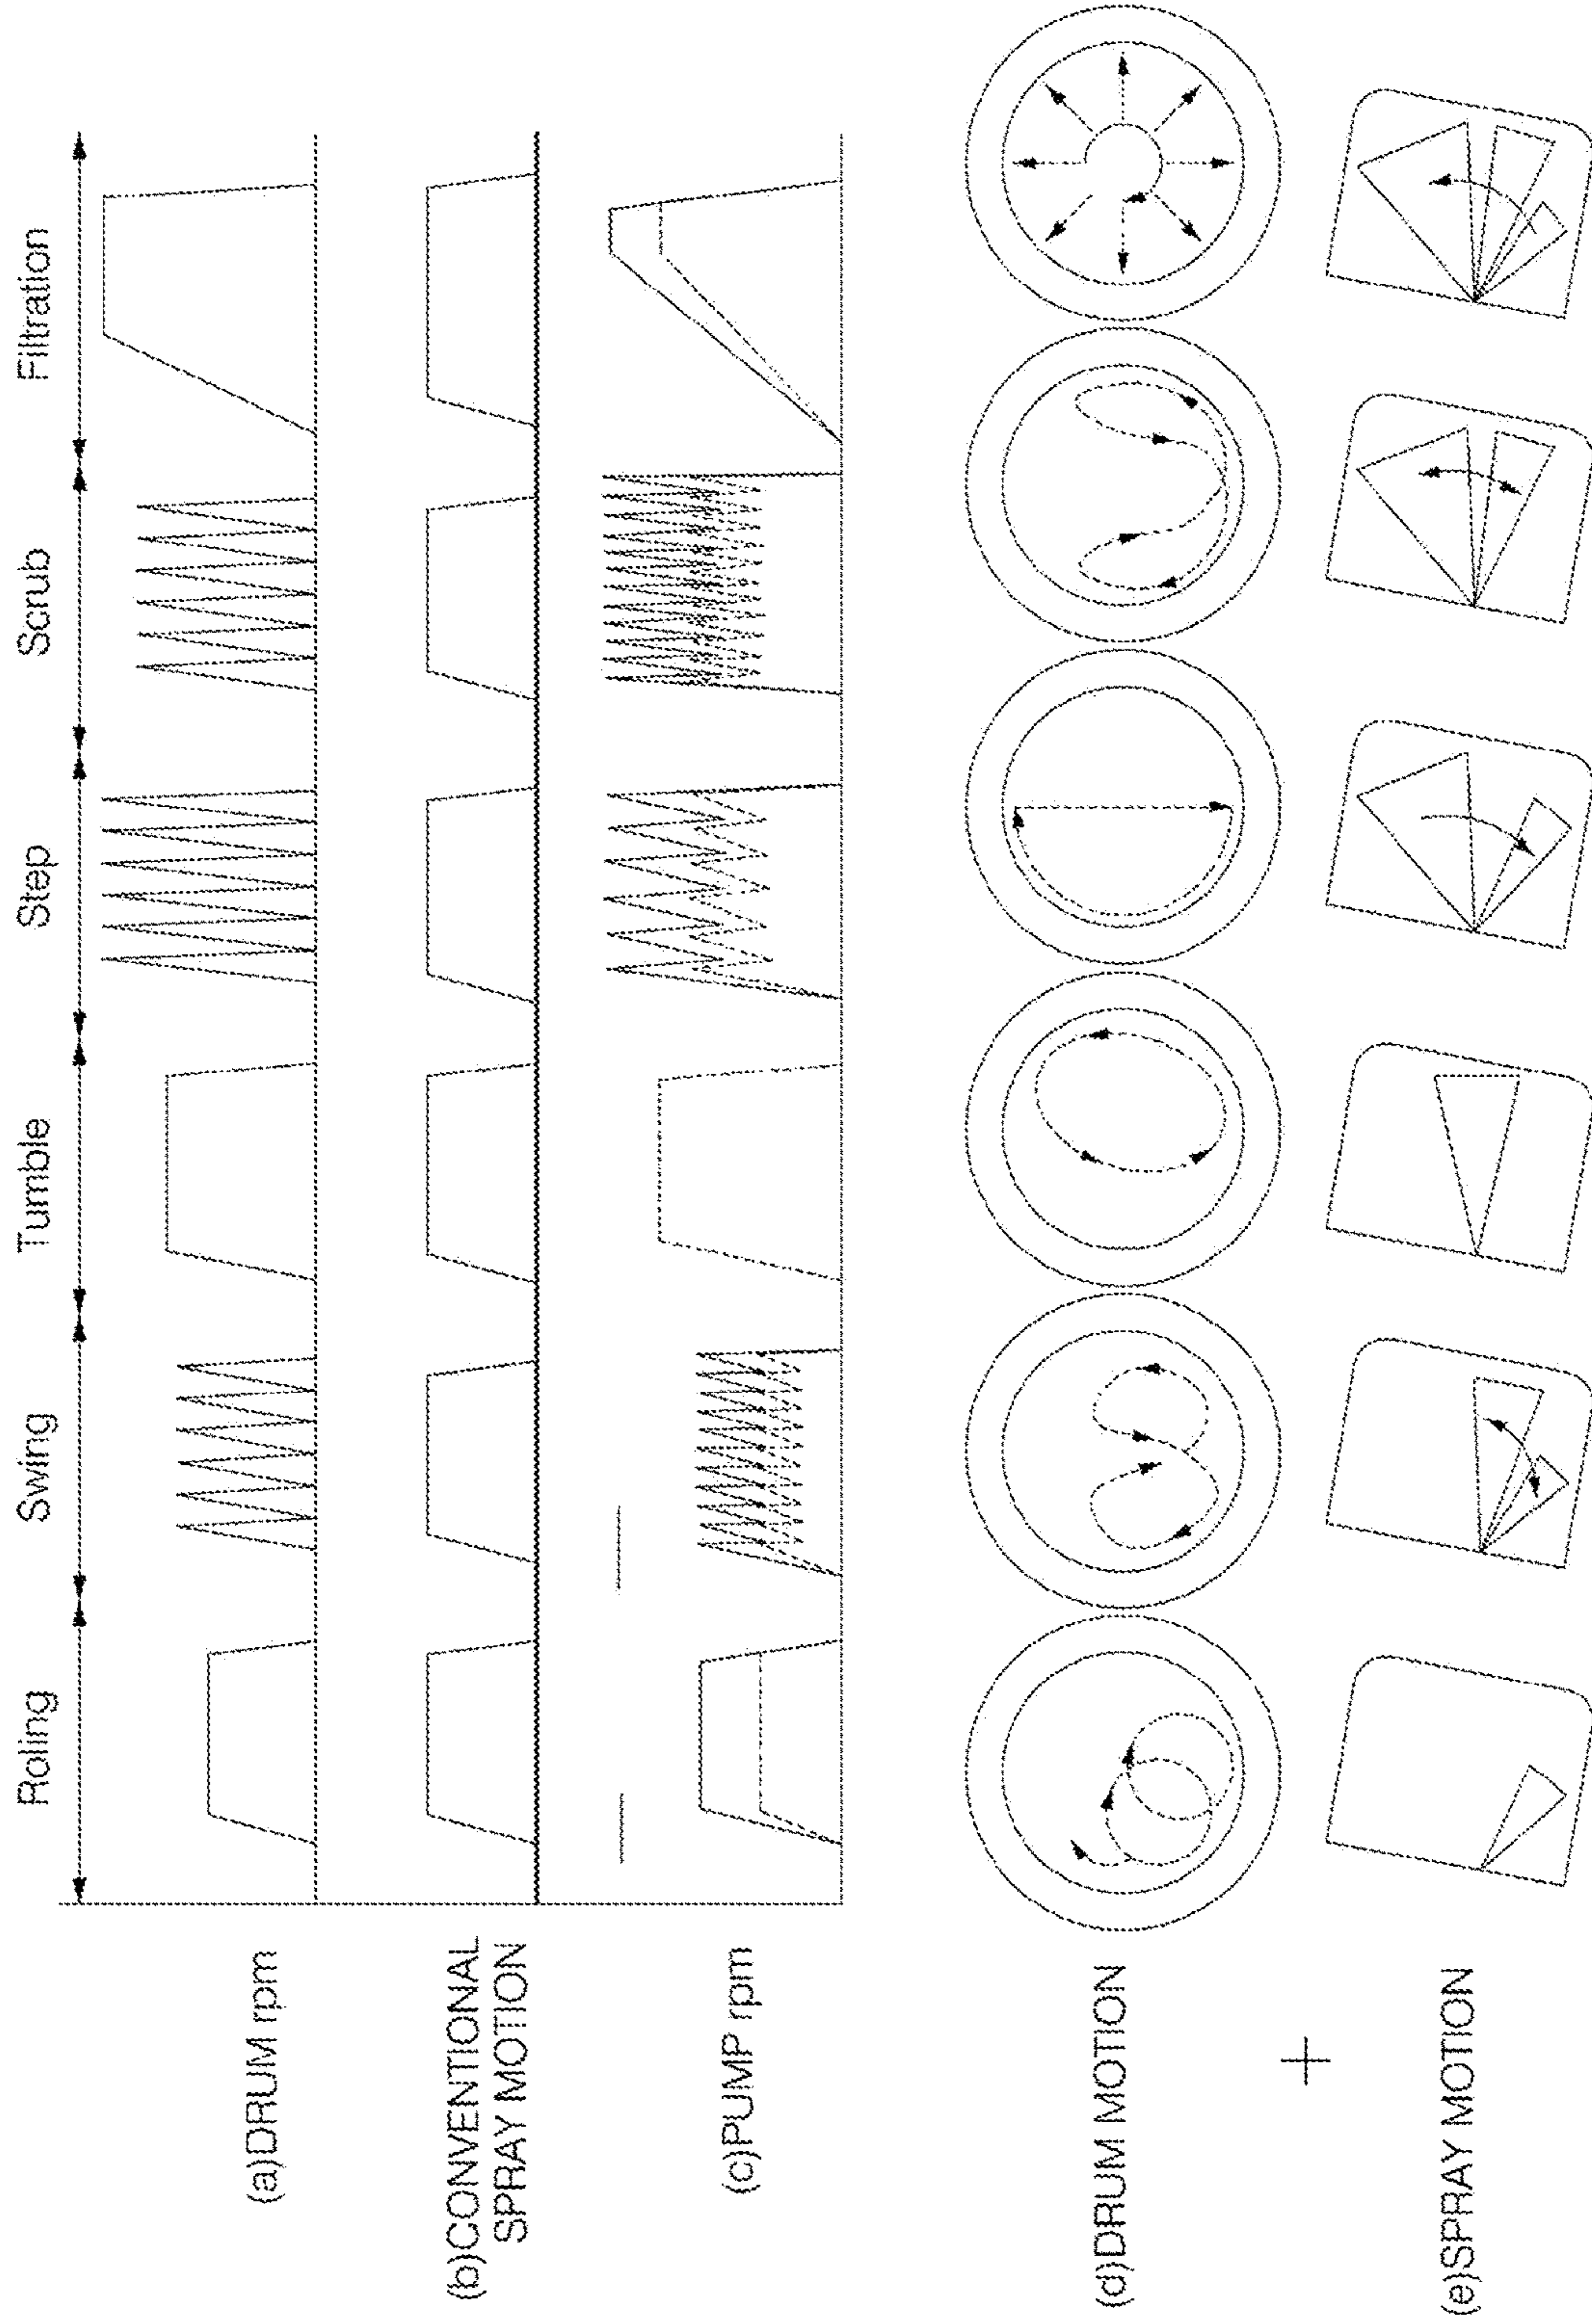 Roling
Swing
Tumble
Step
Scrub
Filtration
(a)DRUM rpm
(b)CONVENTIONAL
SPRAY MOTION
(c)PUMP rpm
(d)DRUM MOTION
+
(e)SPRAY MOTION